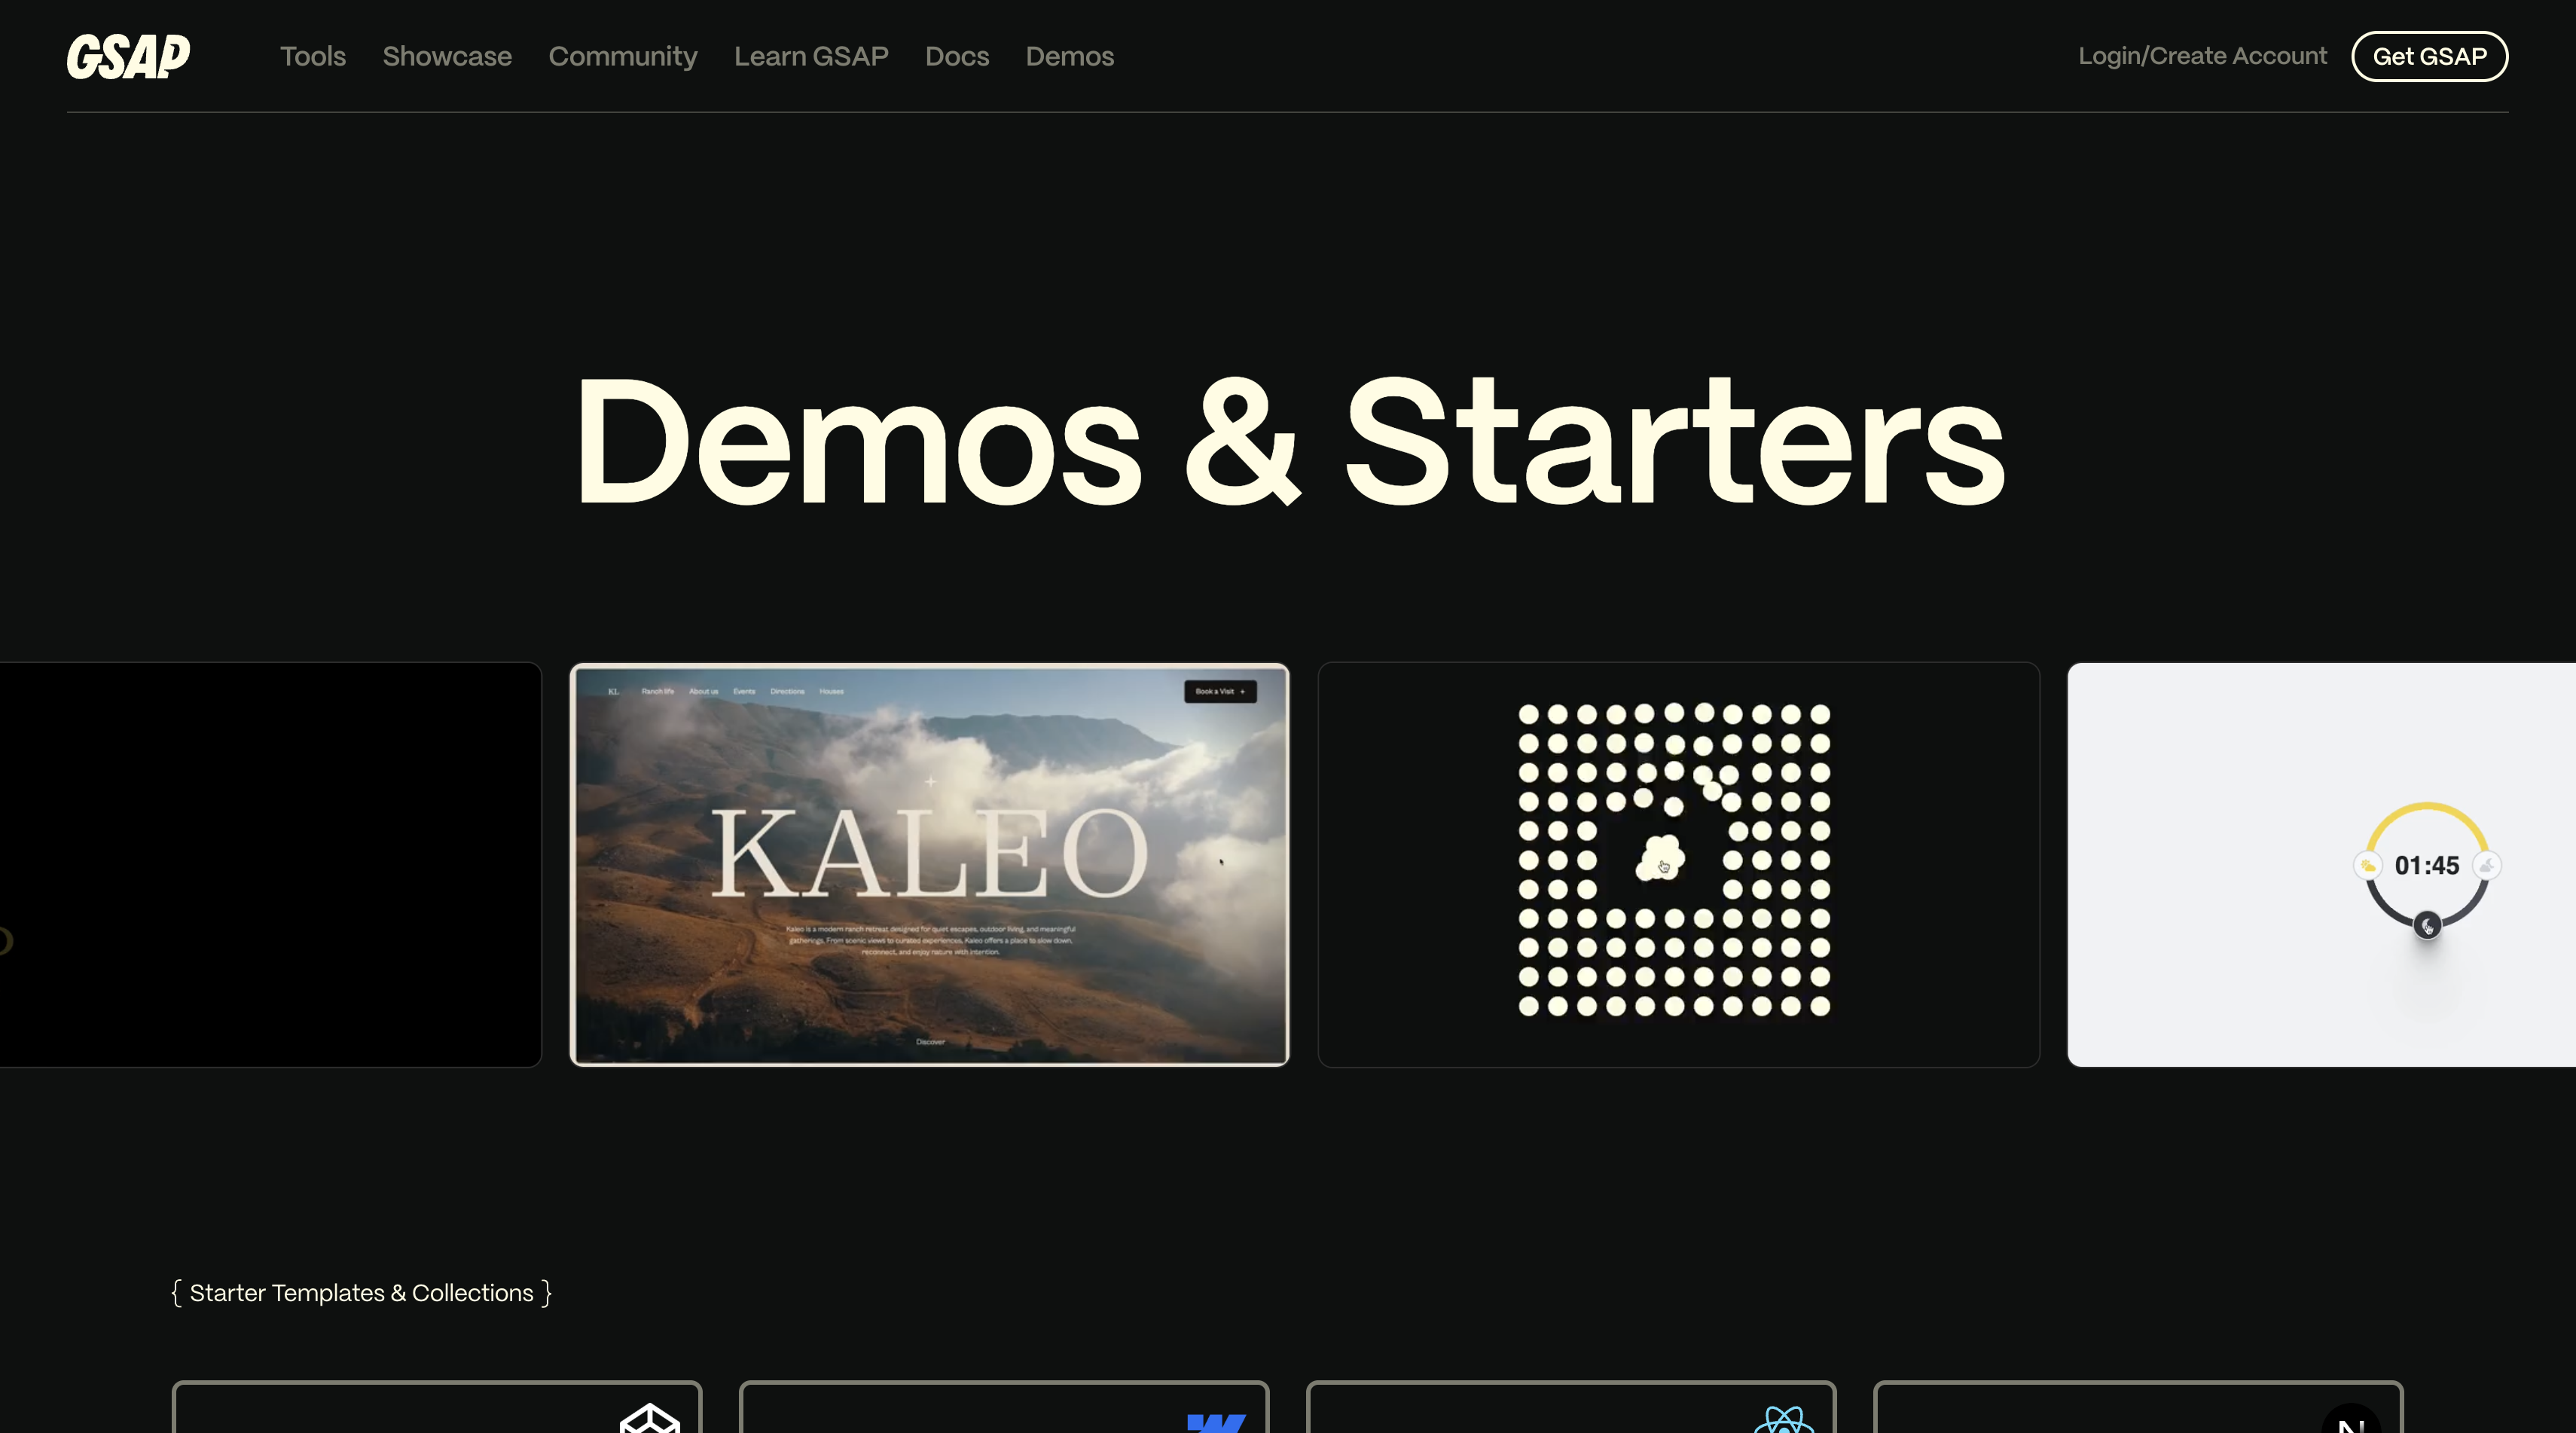 GSAP
Tools Showcase Community Learn GSAP Docs Demos
Login/Create Account Get GSAP
Demos & Starters
KL Ranch life About us Events Directions Houses
Book a Visit +
KALEO
Kaleo is a modern ranch retreat designed for quiet escapes, outdoor living, and meaningful
gatherings. From scenic views to curated experiences, Kaleo offers a place to slow down,
reconnect, and enjoy nature with intention.
Discover
01:45
{ Starter Templates & Collections }